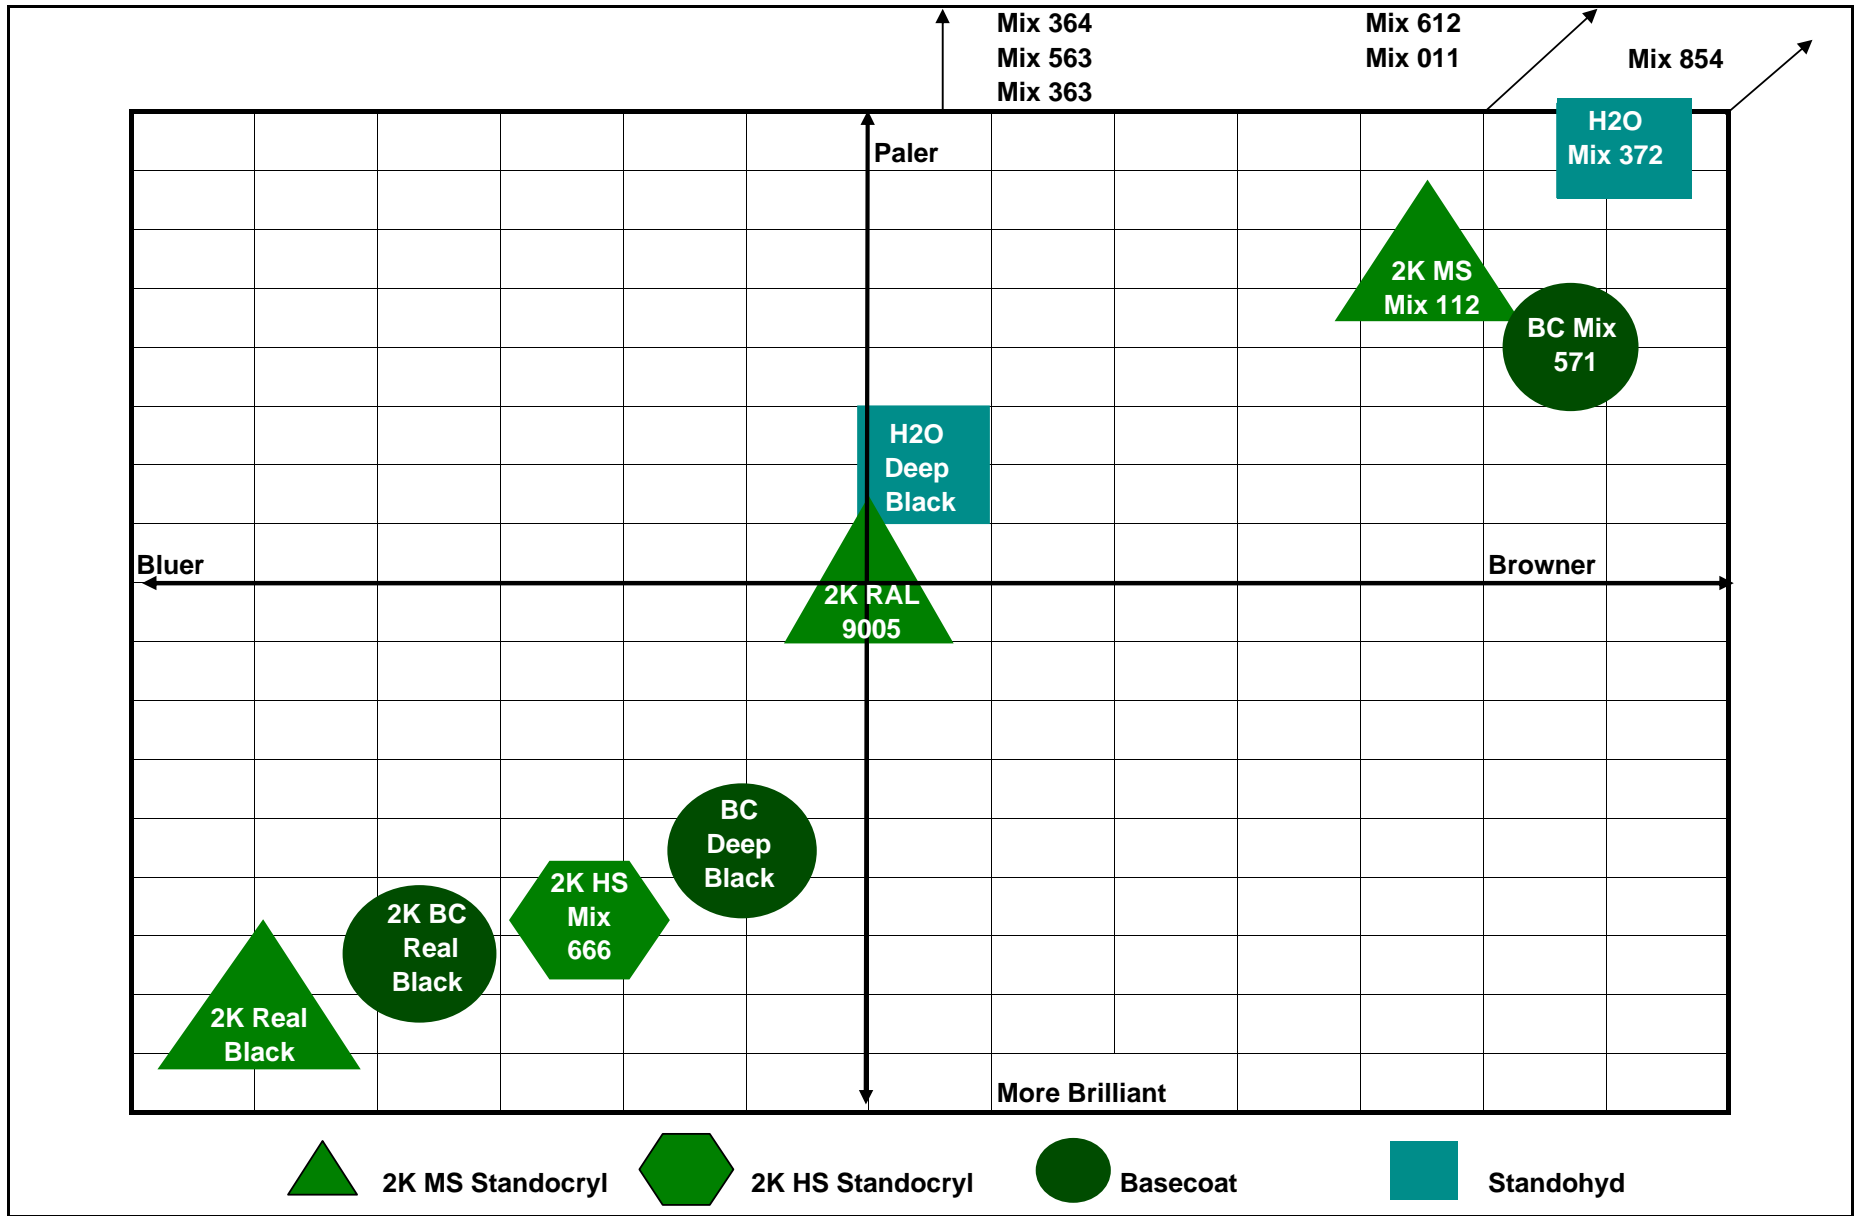 Mix 364
Mix 563
Mix 363
Mix 612
Mix 011
Mix 854
H2O
Mix 372
Paler
2K MS
Mix 112
BC Mix
571
H2O
Deep
Black
Bluer
Browner
2K RAL
9005
BC
Deep
Black
2K HS
Mix
666
2K BC
Real
Black
2K Real
Black
More Brilliant
2K MS Standocryl
2K HS Standocryl
Basecoat
Standohyd